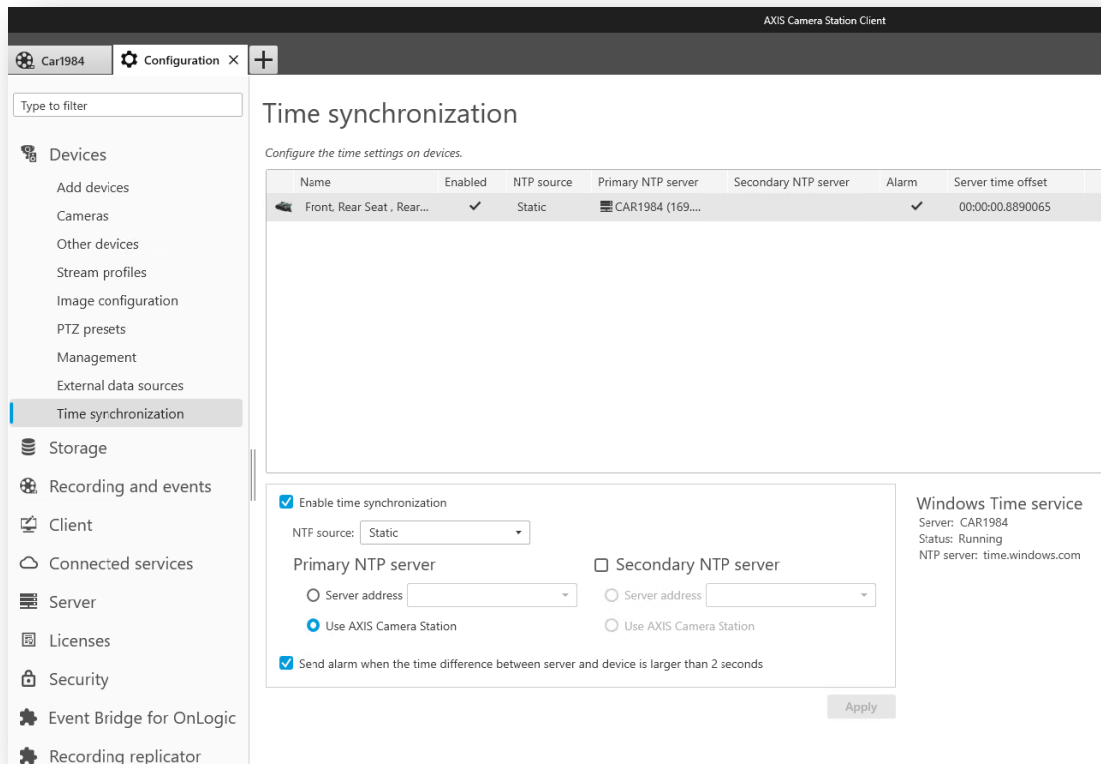 AXIS Camera Station Client
Car1984
Configuration
Type to filter
Devices
Add devices
Cameras
Other devices
Stream profiles
Image configuration
PTZ presets
Management
External data sources
Time synchronization
Storage
Recording and events
Client
Connected services
Server
Licenses
Security
Event Bridge for OnLogic
Recording replicator
Time synchronization
Configure the time settings on devices.
Name Enabled NTP source Primary NTP server Secondary NTP server Alarm Server time offset
Front, Rear Seat , Rear... Static CAR1984 (169.... 00:00:00.8890065
Enable time synchronization
NTP source: Static
Primary NTP server
Server address
Use AXIS Camera Station
Secondary NTP server
Server address
Use AXIS Camera Station
Send alarm when the time difference between server and device is larger than 2 seconds
Apply
Windows Time service
Server: CAR1984
Status: Running
NTP server: time.windows.com